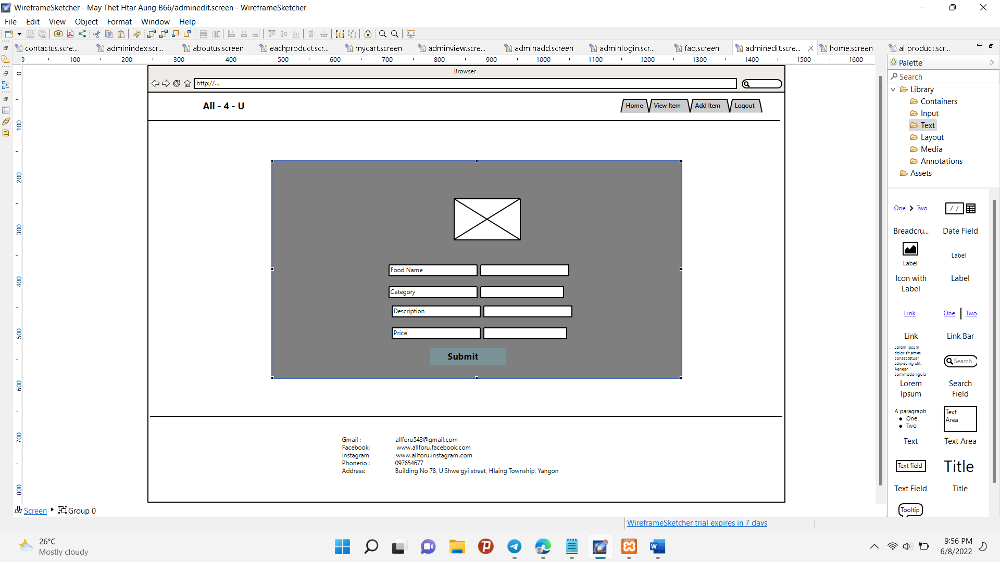 WireframeSketcher - May Thet Htar Aung B66/adminedit.screen - WireframeSketcher
File Edit View Object Format Window Help
contactus.scre... adminindex.scr... aboutus.screen eachproduct.scr... mycart.screen adminview.scre... adminadd.screen adminlogin.scr... faq.screen adminedit.scre... home.screen allproduct.scr...
0 100 200 300 400 500 600 700 800 900 1000 1100 1200 1300 1400 1500 1600
0
100
200
300
400
500
600
700
800
Browser
http://...
All - 4 - U
Home View Item Add Item Logout
Food Name
Category
Description
Price
Submit
Gmail : allforu543@gmail.com
Facebook: www.allforu.facebook.com
Instagram www.allforu.instagram.com
Phoneno : 097654677
Address: Building No 78, U Shwe gyi street, Hlaing Township, Yangon
Screen Group 0
Palette
Search
Library
Containers
Input
Text
Layout
Media
Annotations
Assets
One Two
/ /
Breadcru... Date Field
Label
Label
Icon with Label
Label
Link
One Two
Link Link Bar
Lorem ipsum
dolor sit amet,
consectetuer
adipiscing elit.
Aenean
commodo ligula
Search
Lorem Ipsum
Search Field
A paragraph
● One
● Two
Text
Area
Text Text Area
Text field
Title
Text Field Title
Tooltip
WireframeSketcher trial expires in 7 days
26°C
Mostly cloudy
9:56 PM
6/8/2022